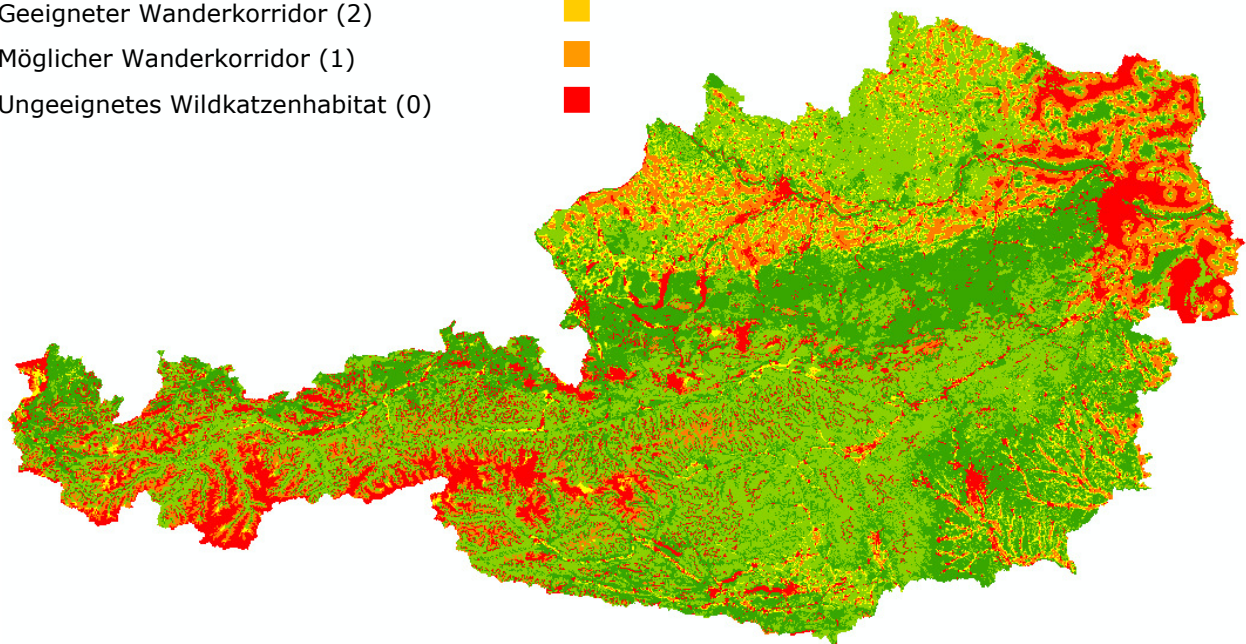 Geeigneter Wanderkorridor (2)
Möglicher Wanderkorridor (1)
Ungeeignetes Wildkatzenhabitat (0)